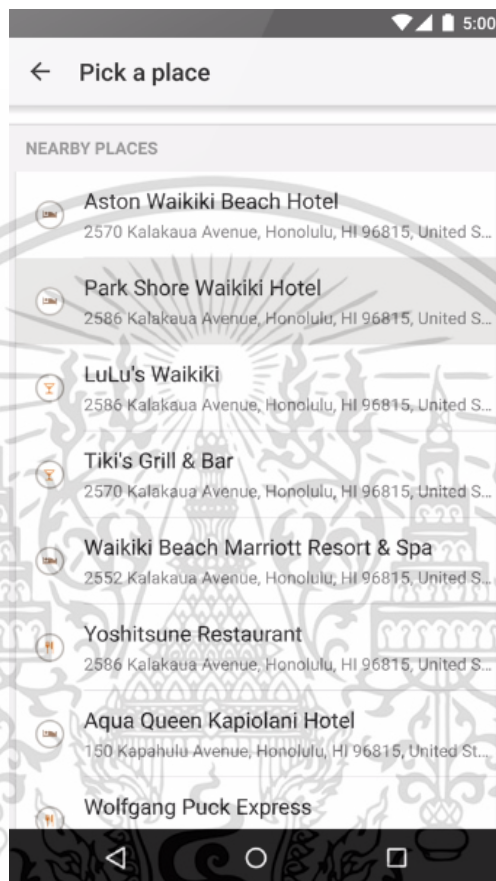 5:00
Pick a place
NEARBY PLACES
Aston Waikiki Beach Hotel
2570 Kalakaua Avenue, Honolulu, HI 96815, United S...
Park Shore Waikiki Hotel
2586 Kalakaua Avenue, Honolulu, HI 96815, United S...
LuLu's Waikiki
2586 Kalakaua Avenue, Honolulu, HI 96815, United S...
Tiki's Grill & Bar
2570 Kalakaua Avenue, Honolulu, HI 96815, United S...
Waikiki Beach Marriott Resort & Spa
2552 Kalakaua Avenue, Honolulu, HI 96815, United S...
Yoshitsune Restaurant
2586 Kalakaua Avenue, Honolulu, HI 96815, United S...
Aqua Queen Kapiolani Hotel
150 Kapahulu Avenue, Honolulu, HI 96815, United St...
Wolfgang Puck Express